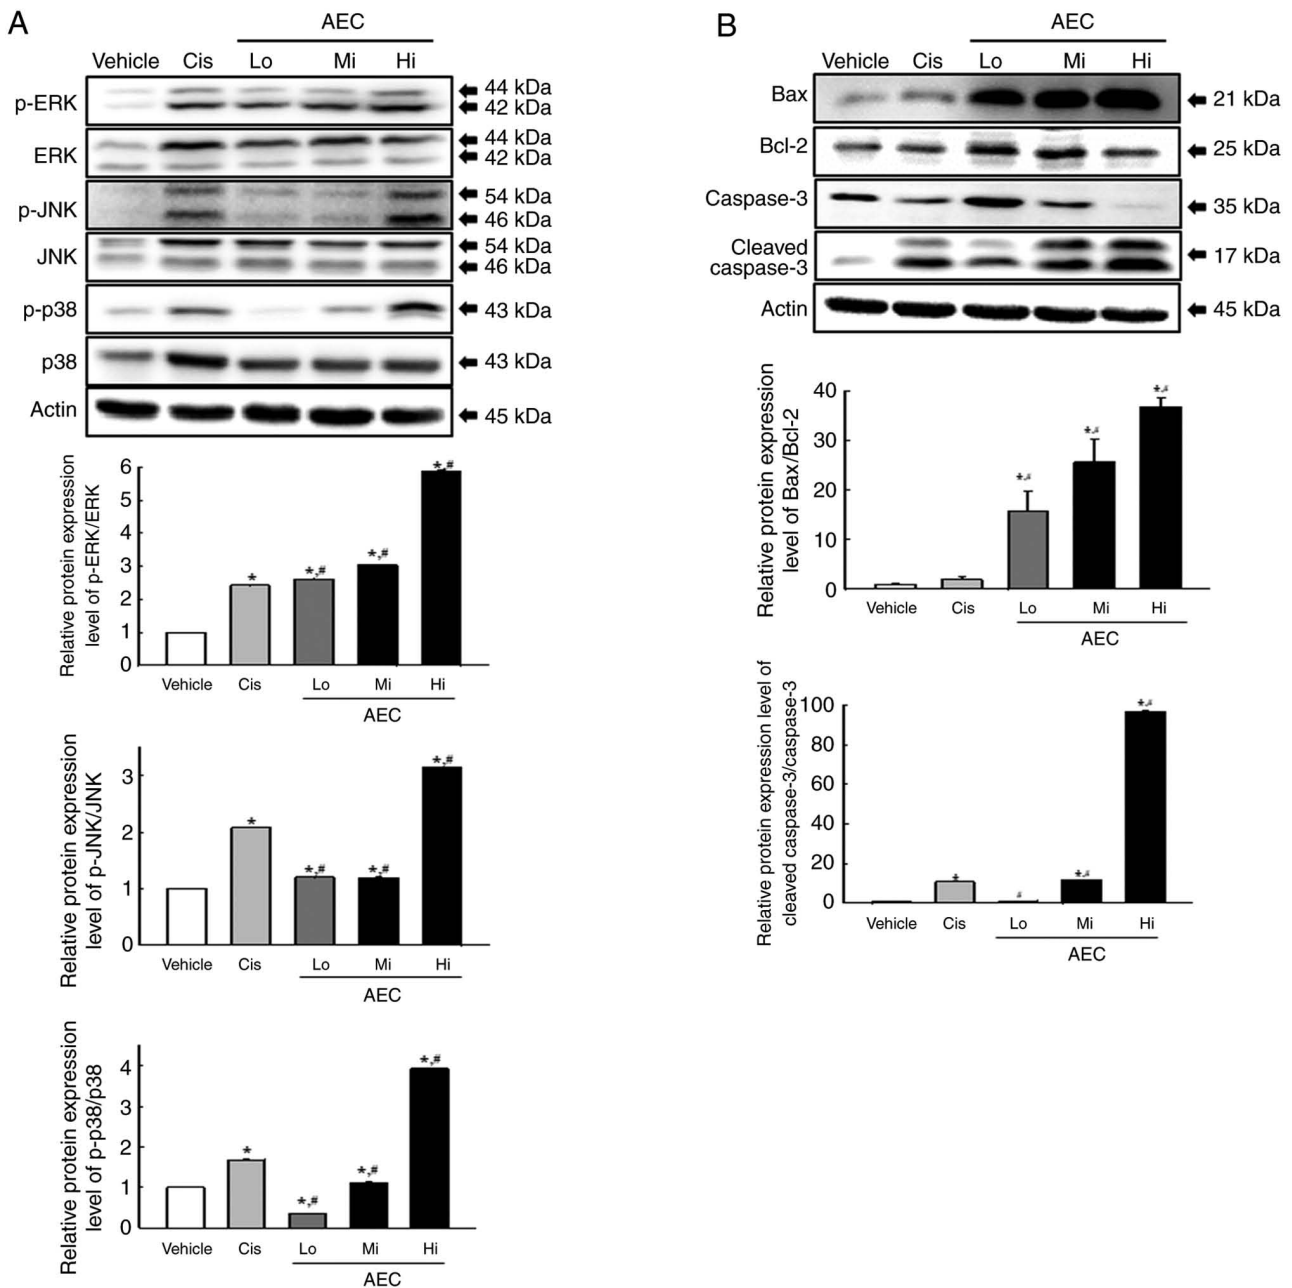 A
AEC
Vehicle Cis Lo Mi Hi
p-ERK
44 kDa
42 kDa
ERK
44 kDa
42 kDa
p-JNK
54 kDa
46 kDa
JNK
54 kDa
46 kDa
p-p38
43 kDa
p38
43 kDa
Actin
45 kDa
Relative protein expression
level of p-ERK/ERK
6
5
4
3
2
1
0
*
*,#
*,#
*,#
Vehicle Cis Lo Mi Hi
AEC
Relative protein expression
level of p-JNK/JNK
3
2
1
0
*
*,#
*,#
*,#
Vehicle Cis Lo Mi Hi
AEC
Relative protein expression
level of p-p38/p38
4
3
2
1
0
*
*,#
*,#
*,#
Vehicle Cis Lo Mi Hi
AEC
B
AEC
Vehicle Cis Lo Mi Hi
Bax
21 kDa
Bcl-2
25 kDa
Caspase-3
35 kDa
Cleaved
caspase-3
17 kDa
Actin
45 kDa
Relative protein expression
level of Bax/Bcl-2
40
30
20
10
0
*,#
*,#
*,#
Vehicle Cis Lo Mi Hi
AEC
Relative protein expression level of
cleaved caspase-3/caspase-3
100
80
60
40
20
0
*
#
*,#
*,#
Vehicle Cis Lo Mi Hi
AEC